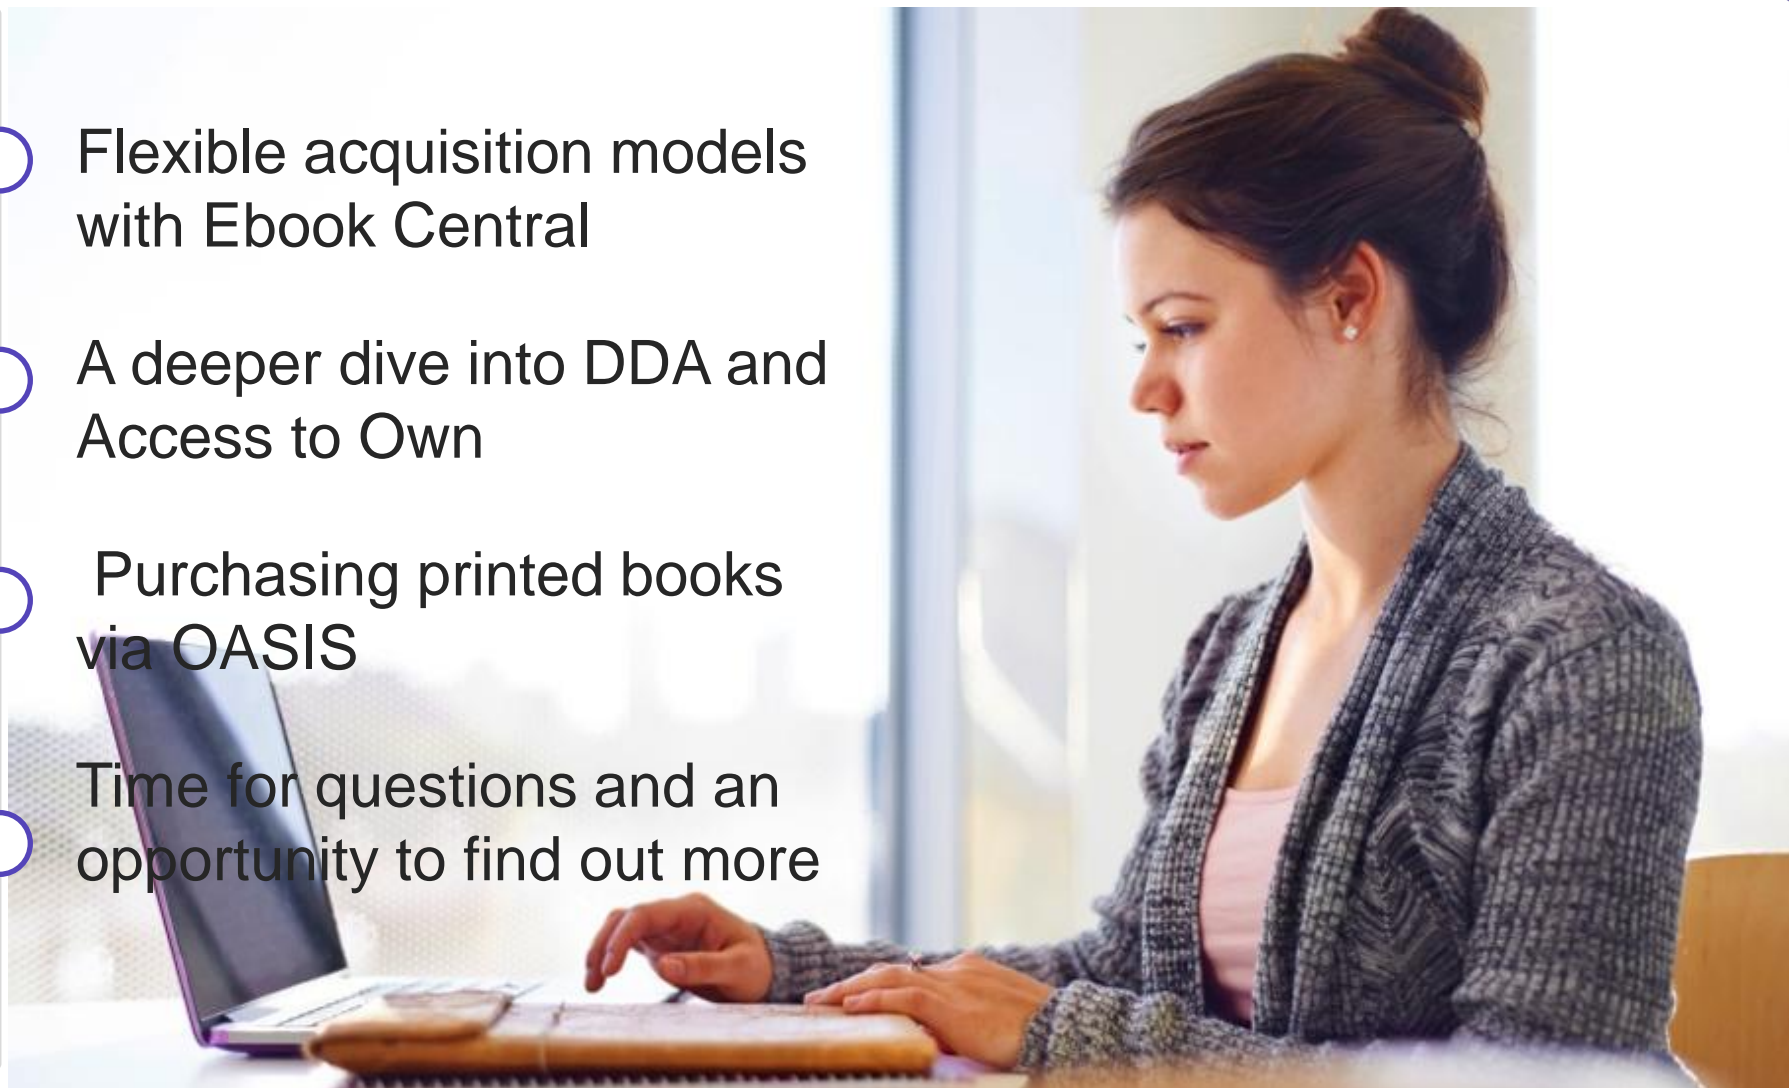 Flexible acquisition models
with Ebook Central
A deeper dive into DDA and
Access to Own
Purchasing printed books
via OASIS
Time for questions and an
opportunity to find out more